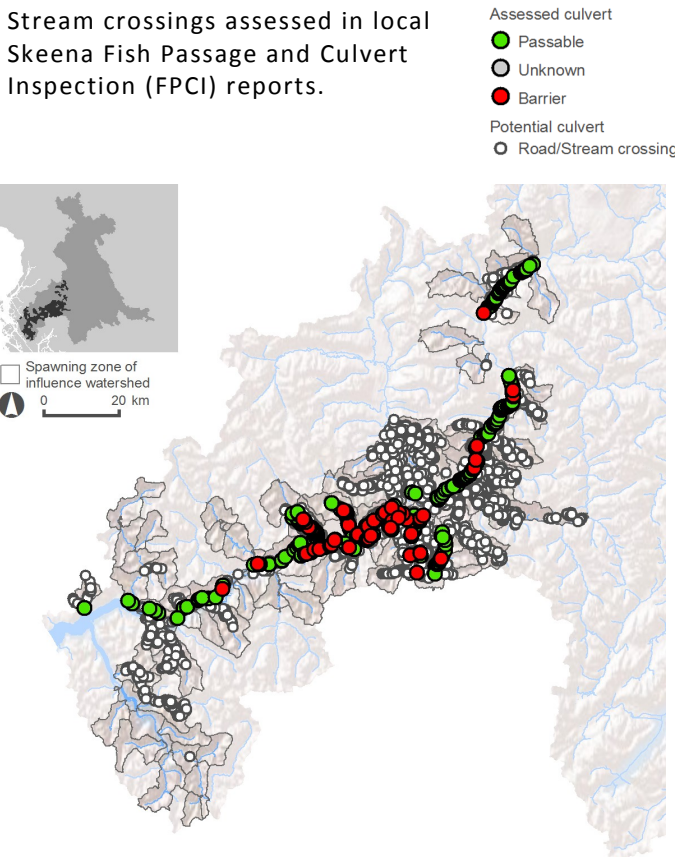 Stream crossings assessed in local
Skeena Fish Passage and Culvert
Inspection (FPCI) reports.
Assessed culvert
Passable
Unknown
Barrier
Potential culvert
Road/Stream crossing
Spawning zone of
influence watershed
0 20 km